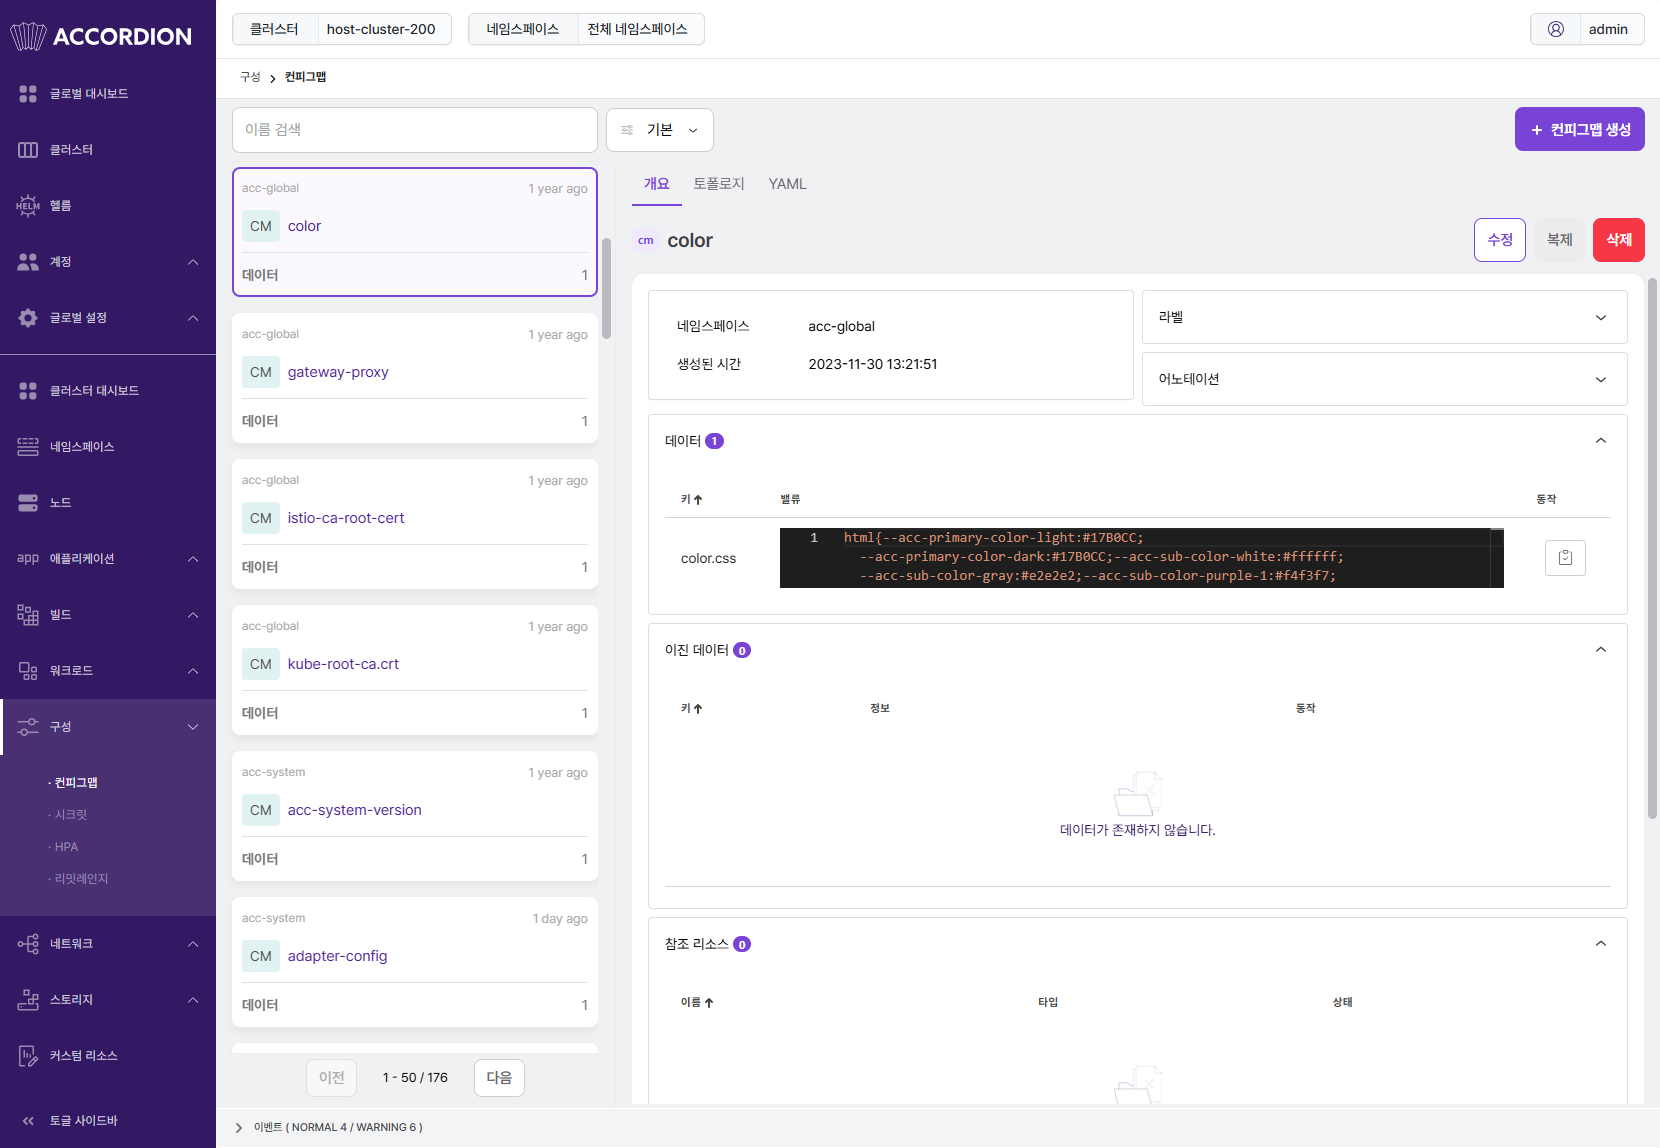 ACCORDION
글로벌 대시보드
클러스터
HELM 헬름
계정
글로벌 설정
클러스터 대시보드
네임스페이스
노드
app 애플리케이션
빌드
워크로드
구성
· 컨피그맵
· 시크릿
· HPA
· 리밋레인지
네트워크
스토리지
커스텀 리소스
토글 사이드바
클러스터 host-cluster-200
네임스페이스 전체 네임스페이스
admin
구성 > 컨피그맵
이름 검색
기본
+ 컨피그맵 생성
acc-global 1 year ago
CM color
데이터 1
acc-global 1 year ago
CM gateway-proxy
데이터 1
acc-global 1 year ago
CM istio-ca-root-cert
데이터 1
acc-global 1 year ago
CM kube-root-ca.crt
데이터 1
acc-system 1 year ago
CM acc-system-version
데이터 1
acc-system 1 day ago
CM adapter-config
데이터 1
이전 1 - 50 / 176 다음
개요 토폴로지 YAML
cm color
수정 복제 삭제
네임스페이스 acc-global
생성된 시간 2023-11-30 13:21:51
라벨
어노테이션
데이터 1
키 밸류 동작
color.css
1 html{--acc-primary-color-light:#17B0CC;
--acc-primary-color-dark:#17B0CC;--acc-sub-color-white:#ffffff;
--acc-sub-color-gray:#e2e2e2;--acc-sub-color-purple-1:#f4f3f7;
이진 데이터 0
키 정보 동작
데이터가 존재하지 않습니다.
참조 리소스 0
이름 타입 상태
이벤트 ( NORMAL 4 / WARNING 6 )